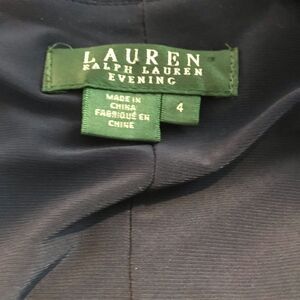 LAUREN
RALPH LAUREN
EVENING
MADE IN
CHINA
FABRIQUÉ EN
CHINE
4